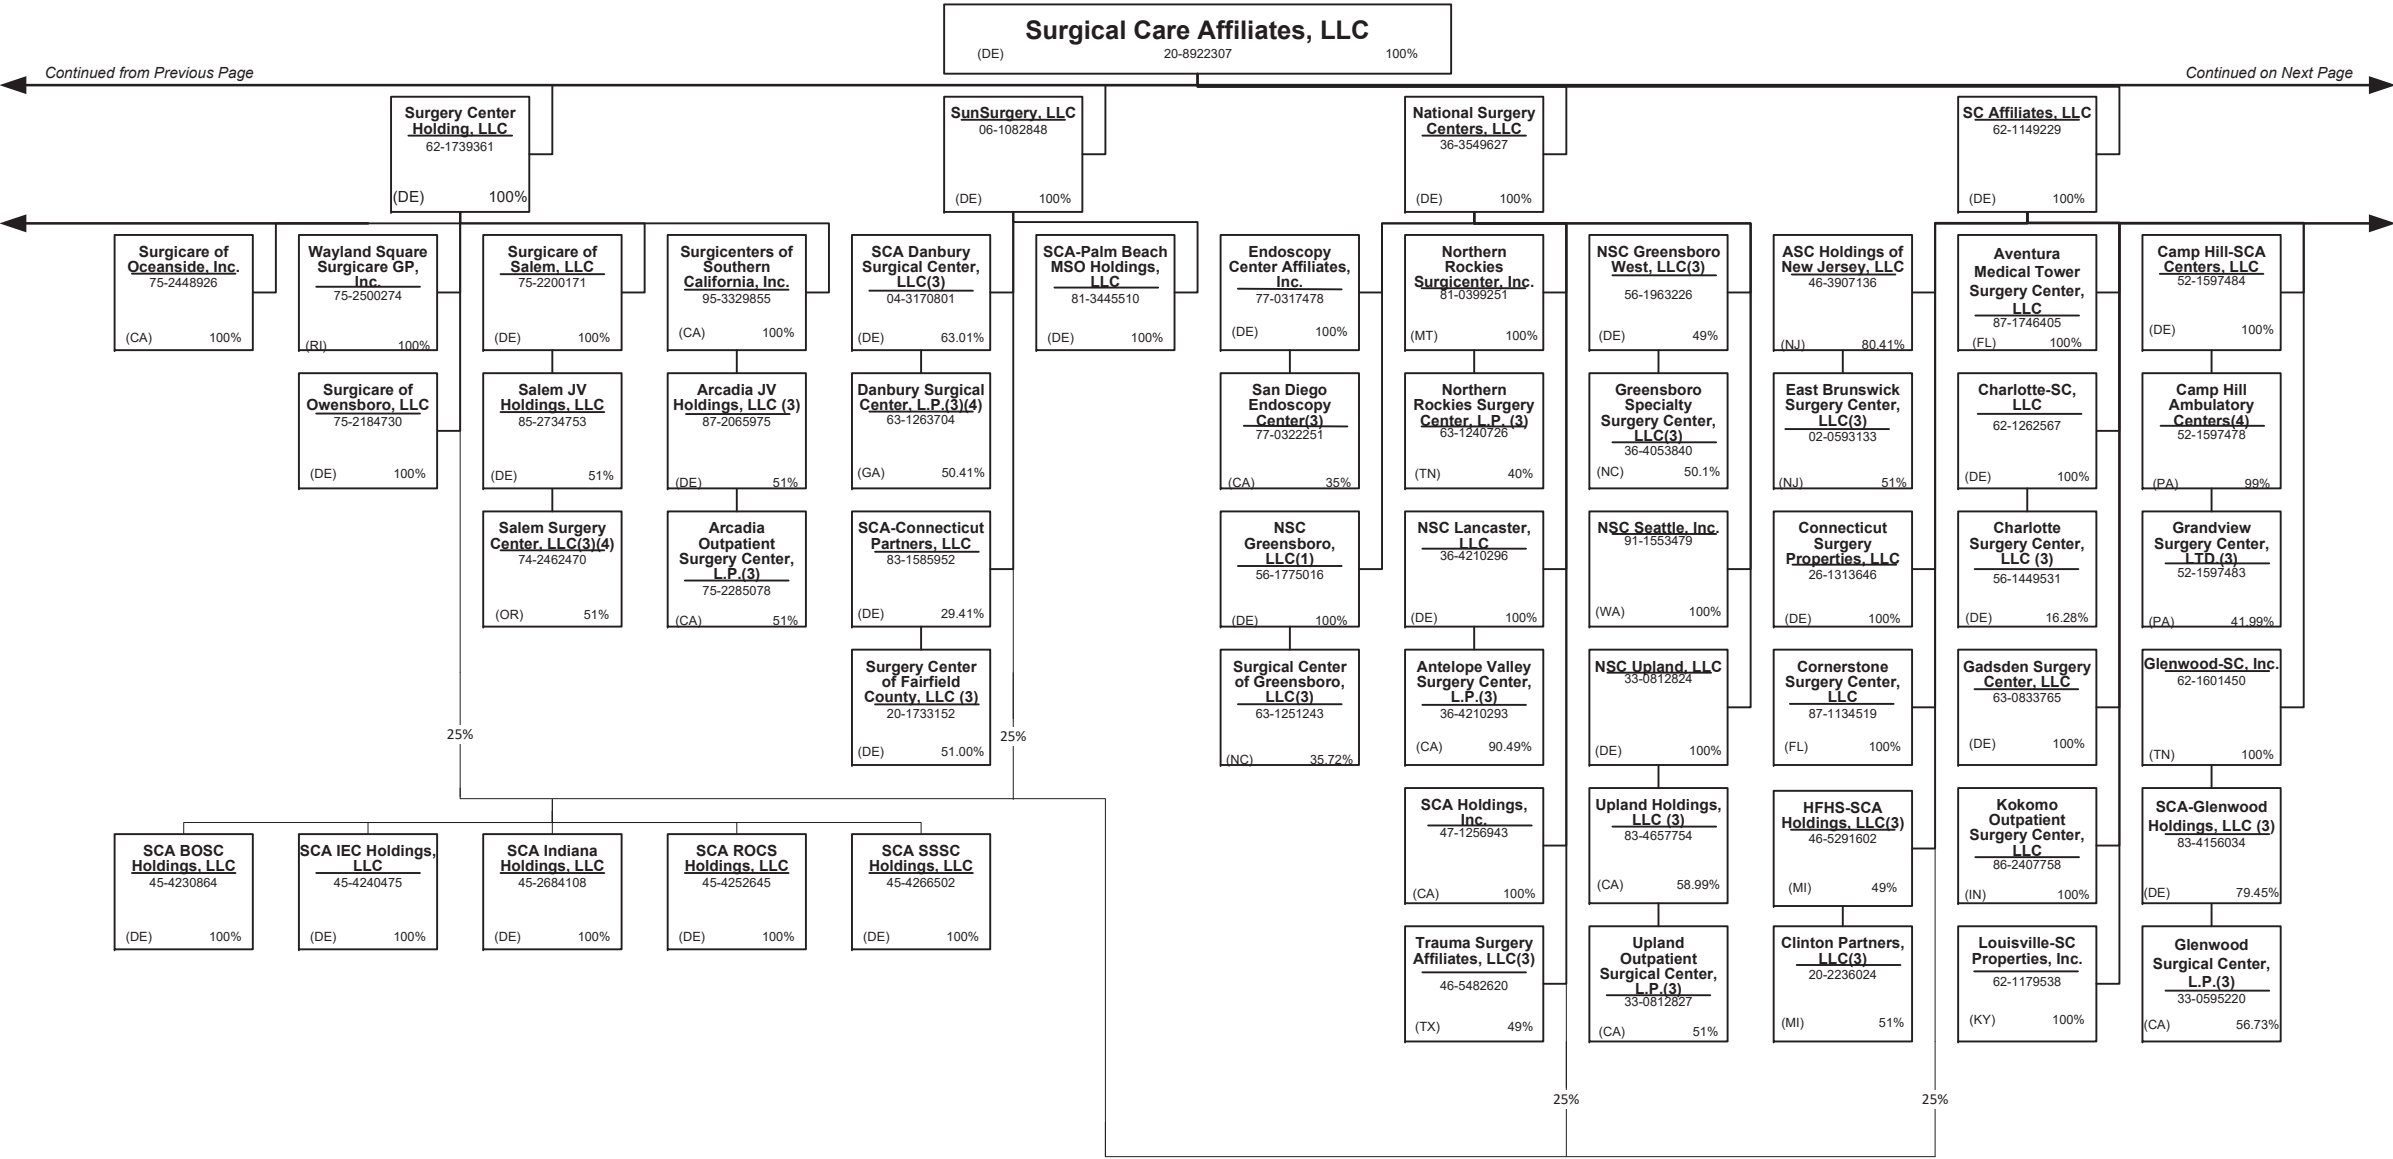 Surgical Care Affiliates, LLC
(DE) 20-8922307 100%
Continued from Previous Page
Continued on Next Page
Surgery Center
Holding, LLC
62-1739361
(DE) 100%
SunSurgery, LLC
06-1082848
(DE) 100%
National Surgery
Centers, LLC
36-3549627
(DE) 100%
SC Affiliates, LLC
62-1149229
(DE) 100%
Surgicare of
Oceanside, Inc.
75-2448926
(CA) 100%
Wayland Square
Surgicare GP,
Inc.
75-2500274
(RI) 100%
Surgicare of
Salem, LLC
75-2200171
(DE) 100%
Surgicenters of
Southern
California, Inc.
95-3329855
(CA) 100%
SCA Danbury
Surgical Center,
LLC(3)
04-3170801
(DE) 63.01%
SCA-Palm Beach
MSO Holdings,
LLC
81-3445510
(DE) 100%
Endoscopy
Center Affiliates,
Inc.
77-0317478
(DE) 100%
Northern
Rockies
Surgicenter, Inc.
81-0399251
(MT) 100%
NSC Greensboro
West, LLC(3)
56-1963226
(DE) 49%
ASC Holdings of
New Jersey, LLC
46-3907136
(NJ) 80.41%
Aventura
Medical Tower
Surgery Center,
LLC
87-1746405
(FL) 100%
Camp Hill-SCA
Centers, LLC
52-1597484
(DE) 100%
Surgicare of
Owensboro, LLC
75-2184730
(DE) 100%
Salem JV
Holdings, LLC
85-2734753
(DE) 51%
Arcadia JV
Holdings, LLC (3)
87-2065975
(DE) 51%
Danbury Surgical
Center, L.P.(3)(4)
63-1263704
(GA) 50.41%
San Diego
Endoscopy
Center(3)
77-0322251
(CA) 35%
Northern
Rockies Surgery
Center, L.P. (3)
63-1240726
(TN) 40%
Greensboro
Specialty
Surgery Center,
LLC(3)
36-4053840
(NC) 50.1%
East Brunswick
Surgery Center,
LLC(3)
02-0593133
(NJ) 51%
Charlotte-SC,
LLC
62-1262567
(DE) 100%
Camp Hill
Ambulatory
Centers(4)
52-1597478
(PA) 99%
Salem Surgery
Center, LLC(3)(4)
74-2462470
(OR) 51%
Arcadia
Outpatient
Surgery Center,
L.P.(3)
75-2285078
(CA) 51%
SCA-Connecticut
Partners, LLC
83-1585952
(DE) 29.41%
NSC
Greensboro,
LLC(1)
56-1775016
(DE) 100%
NSC Lancaster,
LLC
36-4210296
(DE) 100%
NSC Seattle, Inc.
91-1553479
(WA) 100%
Connecticut
Surgery
Properties, LLC
26-1313646
(DE) 100%
Charlotte
Surgery Center,
LLC (3)
56-1449531
(DE) 16.28%
Grandview
Surgery Center,
LTD.(3)
52-1597483
(PA) 41.99%
Surgery Center
of Fairfield
County, LLC (3)
20-1733152
(DE) 51.00%
Surgical Center
of Greensboro,
LLC(3)
63-1251243
(NC) 35.72%
Antelope Valley
Surgery Center,
L.P.(3)
36-4210293
(CA) 90.49%
NSC Upland, LLC
33-0812824
(DE) 100%
Cornerstone
Surgery Center,
LLC
87-1134519
(FL) 100%
Gadsden Surgery
Center, LLC
63-0833765
(DE) 100%
Glenwood-SC, Inc.
62-1601450
(TN) 100%
25%
25%
SCA Holdings,
Inc.
47-1256943
(CA) 100%
Upland Holdings,
LLC (3)
83-4657754
(CA) 58.99%
HFHS-SCA
Holdings, LLC(3)
46-5291602
(MI) 49%
Kokomo
Outpatient
Surgery Center,
LLC
86-2407758
(IN) 100%
SCA-Glenwood
Holdings, LLC (3)
83-4156034
(DE) 79.45%
SCA BOSC
Holdings, LLC
45-4230864
(DE) 100%
SCA IEC Holdings,
LLC
45-4240475
(DE) 100%
SCA Indiana
Holdings, LLC
45-2684108
(DE) 100%
SCA ROCS
Holdings, LLC
45-4252645
(DE) 100%
SCA SSSC
Holdings, LLC
45-4266502
(DE) 100%
Trauma Surgery
Affiliates, LLC(3)
46-5482620
(TX) 49%
Upland
Outpatient
Surgical Center,
L.P.(3)
33-0812827
(CA) 51%
Clinton Partners,
LLC(3)
20-2236024
(MI) 51%
Louisville-SC
Properties, Inc.
62-1179538
(KY) 100%
Glenwood
Surgical Center,
L.P.(3)
33-0595220
(CA) 56.73%
25%
25%